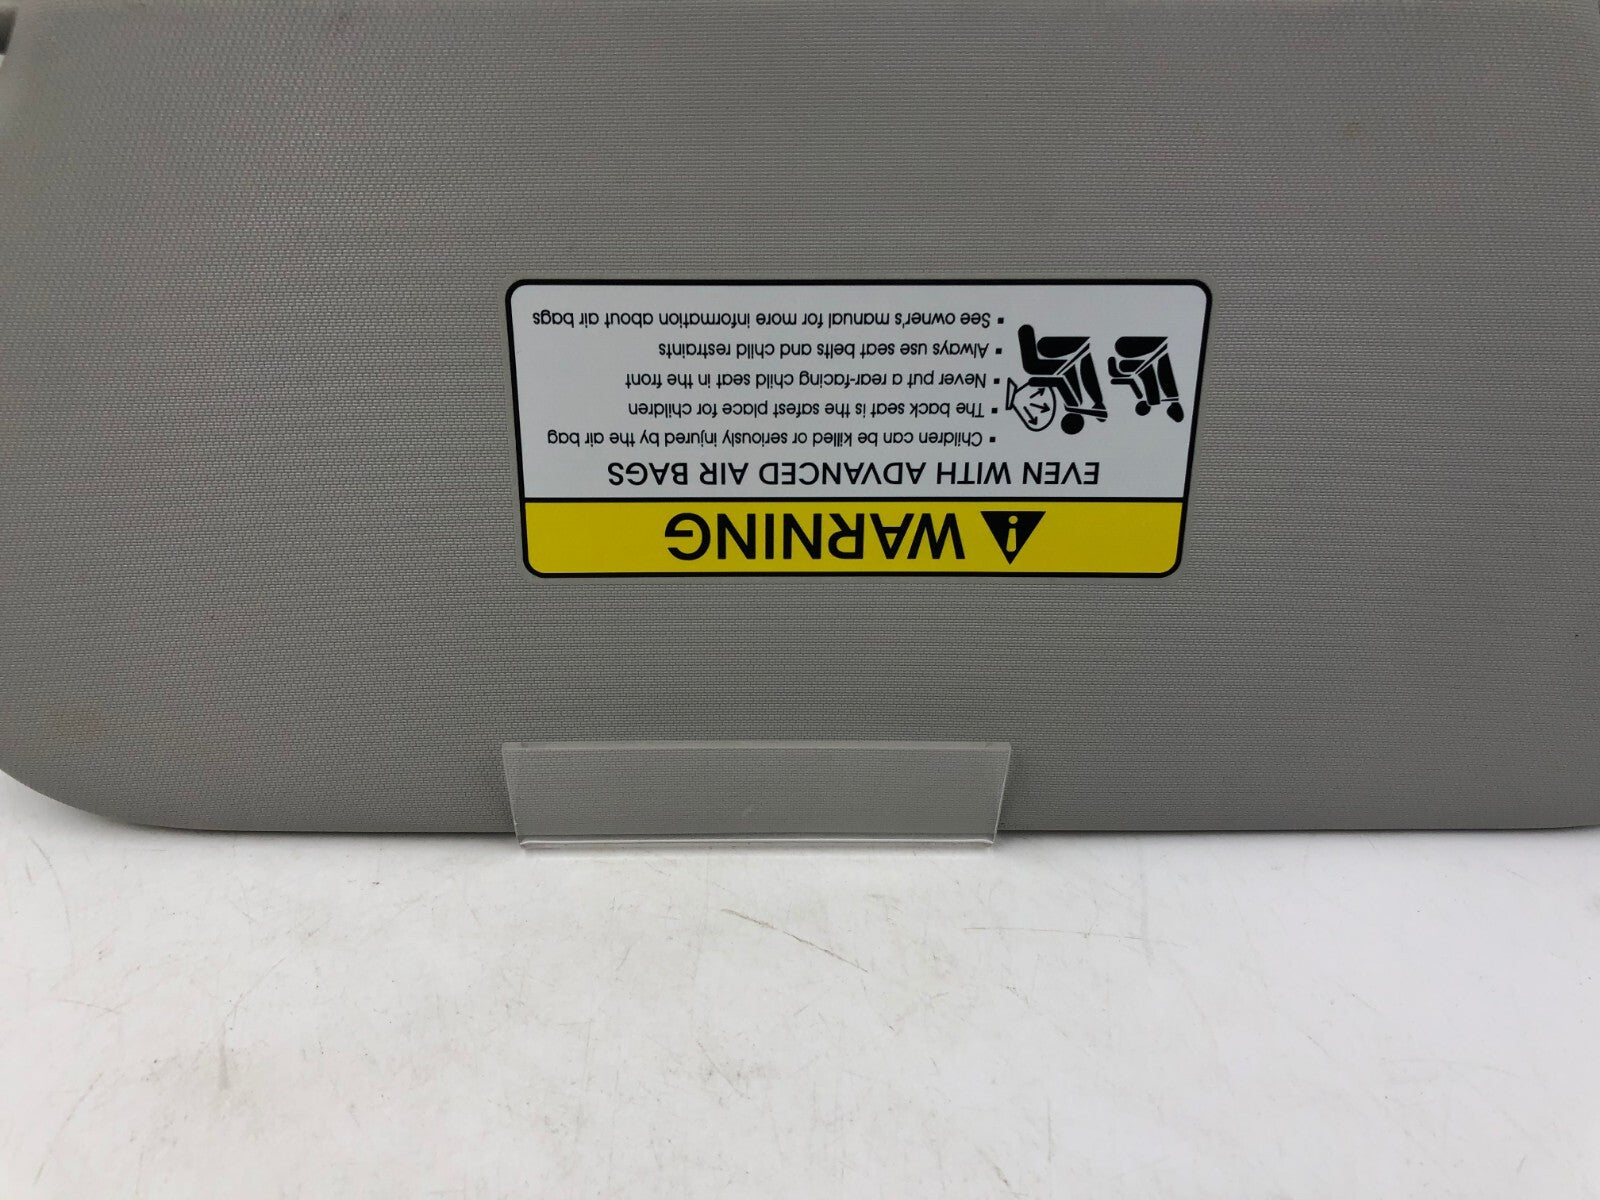 WARNING
EVEN WITH ADVANCED AIR BAGS
▪ Children can be killed or seriously injured by the air bag
▪ The back seat is the safest place for children
▪ Never put a rear-facing child seat in the front
▪ Always use seat belts and child restraints
▪ See owner's manual for more information about air bags